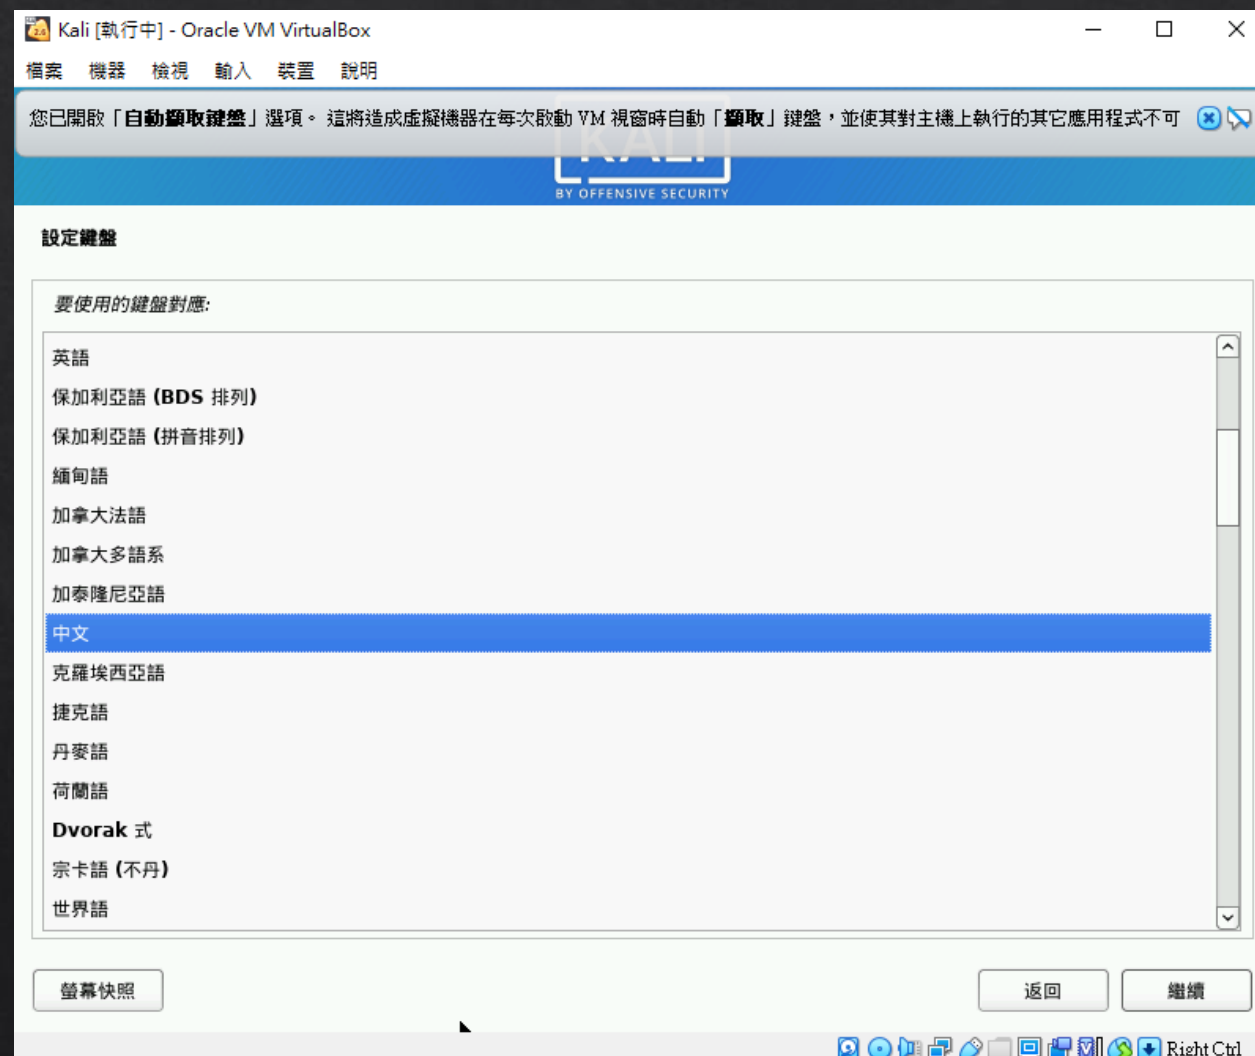 Kali [執行中] - Oracle VM VirtualBox
檔案 機器 檢視 輸入 裝置 說明
您已開啟「自動擷取鍵盤」選項。 這將造成虛擬機器在每次啟動 VM 視窗時自動「擷取」鍵盤，並使其對主機上執行的其它應用程式不可
KALI
BY OFFENSIVE SECURITY
設定鍵盤
要使用的鍵盤對應:
英語
保加利亞語 (BDS 排列)
保加利亞語 (拼音排列)
緬甸語
加拿大法語
加拿大多語系
加泰隆尼亞語
中文
克羅埃西亞語
捷克語
丹麥語
荷蘭語
Dvorak 式
宗卡語 (不丹)
世界語
螢幕快照 返回 繼續
Right Ctrl